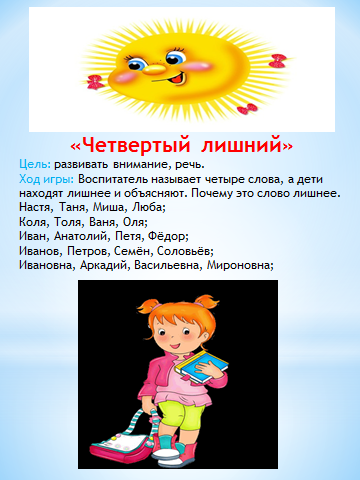 «Четвертый лишний»
Цель: развивать внимание, речь.
Ход игры: Воспитатель называет четыре слова, а дети
находят лишнее и объясняют. Почему это слово лишнее.
Настя, Таня, Миша, Люба;
Коля, Толя, Ваня, Оля;
Иван, Анатолий, Петя, Фёдор;
Иванов, Петров, Семён, Соловьёв;
Ивановна, Аркадий, Васильевна, Мироновна;